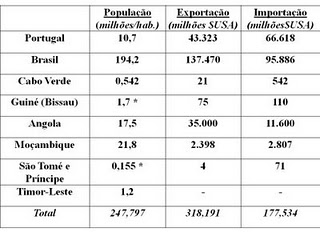 População Exportação Importação
(milhões/hab.) (milhões $USA) (milhões$USA)
Portugal 10,7 43.323 66.618
Brasil 194,2 137.470 95.886
Cabo Verde 0,542 21 542
Guiné (Bissau) 1,7 * 75 110
Angola 17,5 35.000 11.600
Moçambique 21,8 2.398 2.807
São Tomé e
Príncipe 0,155 * 4 71
Timor-Leste 1,2 - -
Total 247,797 318,191 177,534